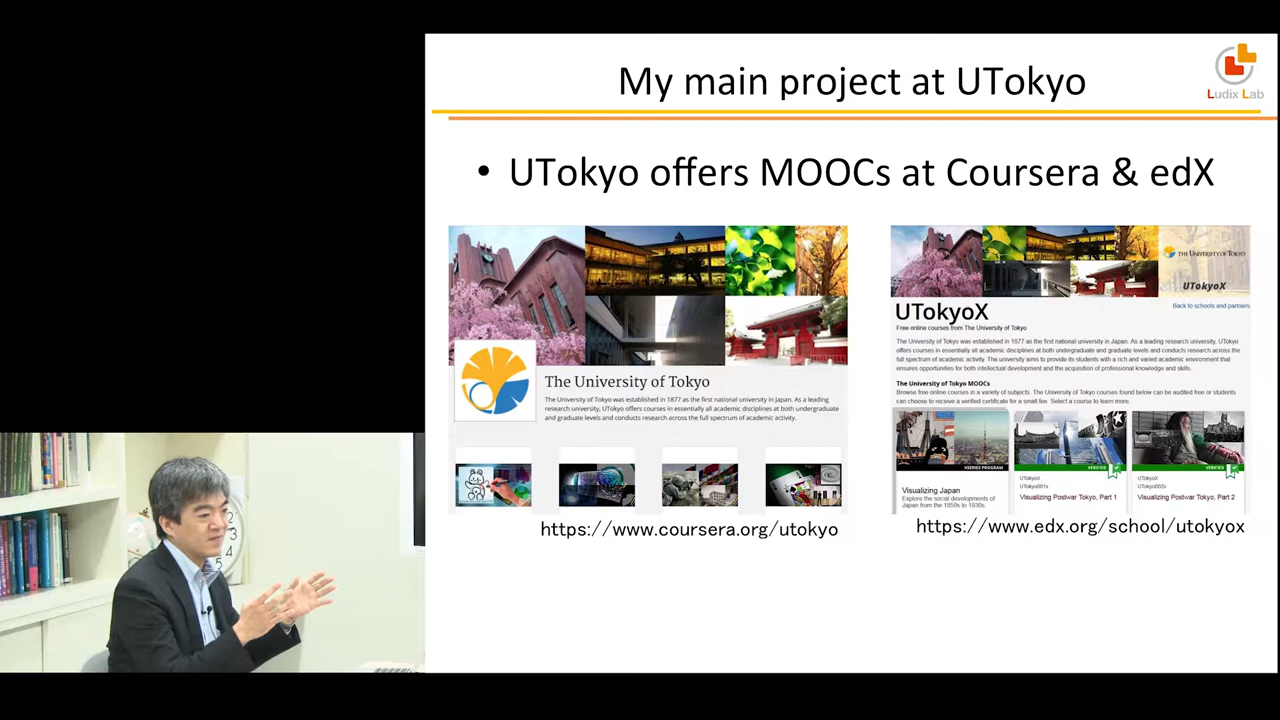 My main project at UTokyo
Ludix Lab
• UTokyo offers MOOCs at Coursera & edX
The University of Tokyo
The University of Tokyo was established in 1877 as the first national university in Japan. As a leading
research university, UTokyo offers courses in essentially all academic disciplines at both undergraduate
and graduate levels and conducts research across the full spectrum of academic activity.
https://www.coursera.org/utokyo
THE UNIVERSITY OF TOKYO
UTokyoX
Back to schools and partners
UTokyoX
Free online courses from The University of Tokyo
The University of Tokyo was established in 1877 as the first national university in Japan. As a leading research university, UTokyo
offers courses in essentially all academic disciplines at both undergraduate and graduate levels and conducts research across the
full spectrum of academic activity. The university aims to provide its students with a rich and varied academic environment that
ensures opportunities for both intellectual development and the acquisition of professional knowledge and skills.
The University of Tokyo MOOCs
Browse free online courses in a variety of subjects. The University of Tokyo courses found below can be audited free or students
can choose to receive a verified certificate for a small fee. Select a course to learn more.
XSERIES PROGRAM
Visualizing Japan
Explore the social developments of
Japan from the 1850s to 1930s.
VERIFIED
UTokyoX
UTokyo001x
Visualizing Postwar Tokyo, Part 1
VERIFIED
UTokyoX
UTokyo002x
Visualizing Postwar Tokyo, Part 2
https://www.edx.org/school/utokyox
2
3
4
5